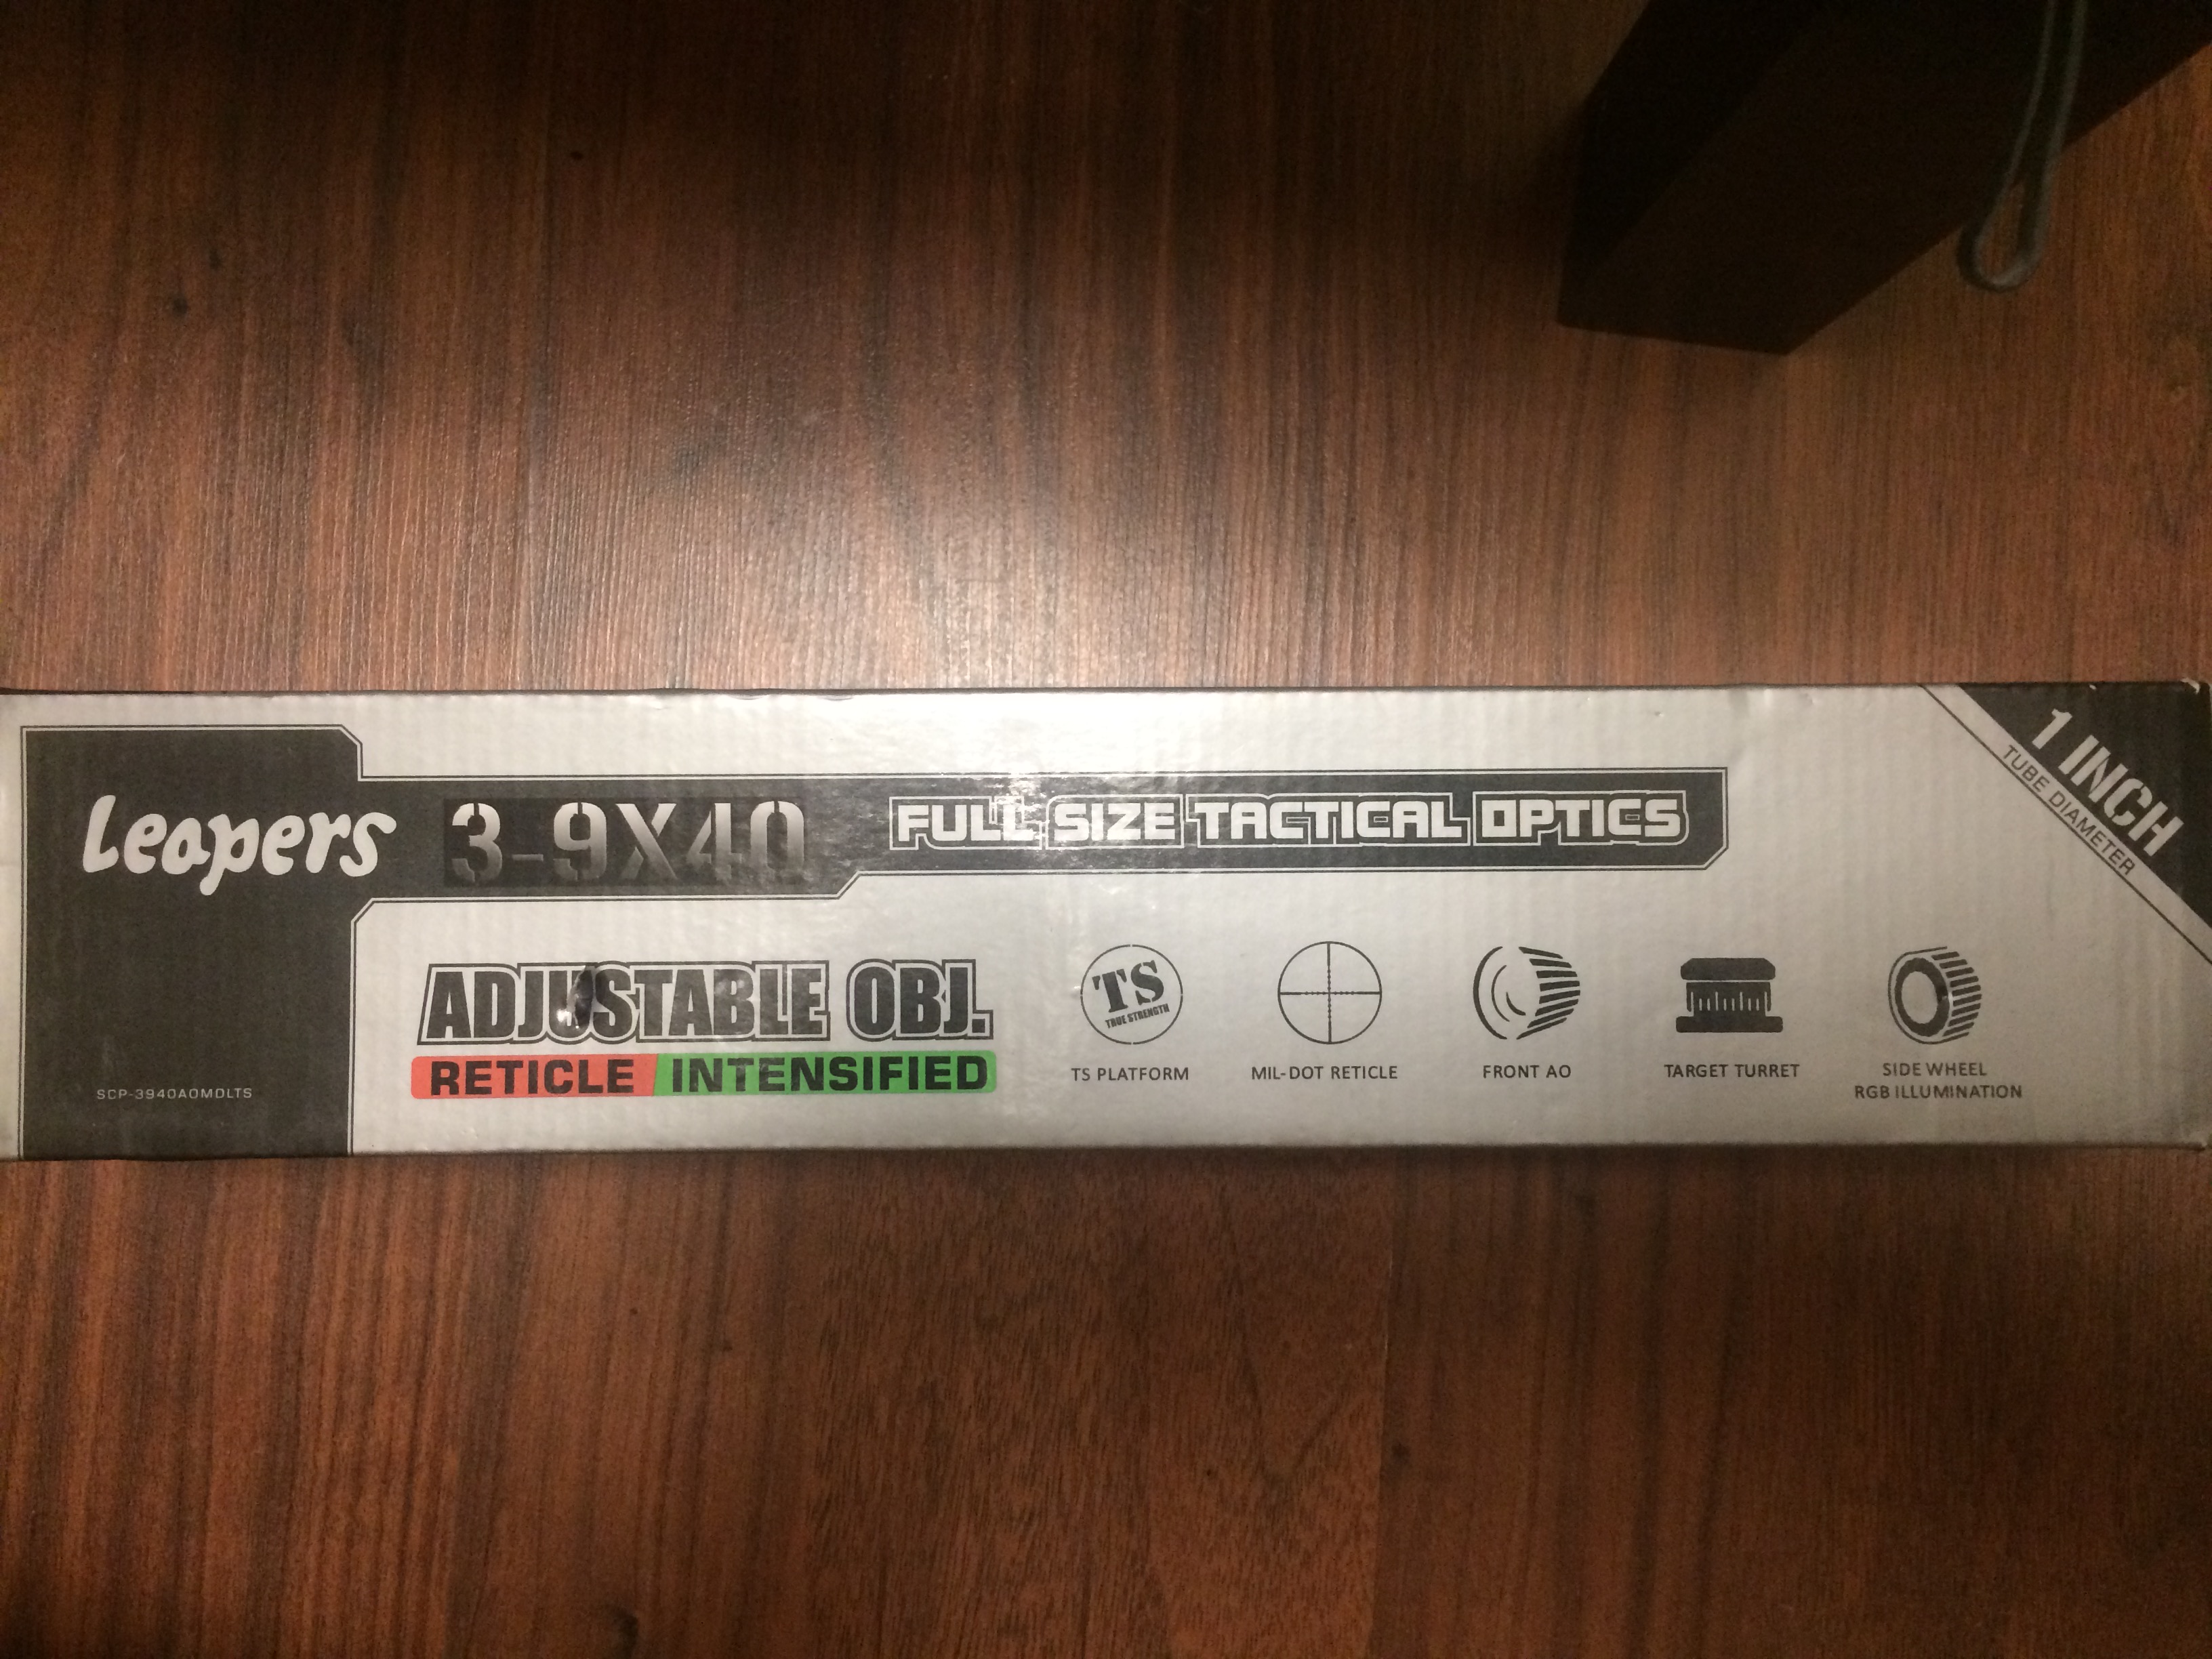 Leapers
3-9X40
FULL SIZE TACTICAL OPTICS
1 INCH
TUBE DIAMETER
ADJUSTABLE OBJ.
RETICLE INTENSIFIED
TS
TRUE STRENGTH
TS PLATFORM
MIL-DOT RETICLE
FRONT AO
TARGET TURRET
SIDE WHEEL
RGB ILLUMINATION
SCP-3940AOMDLTS